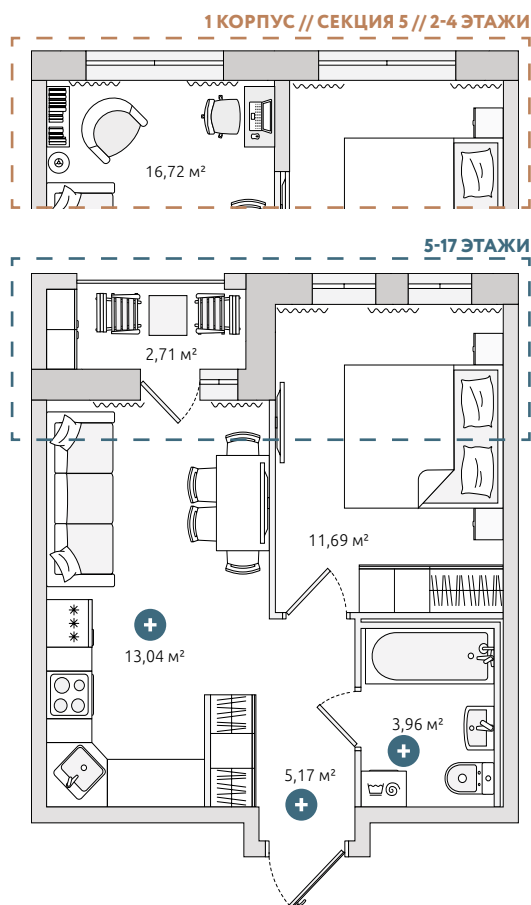 1 КОРПУС // СЕКЦИЯ 5 // 2-4 ЭТАЖИ
16,72 м²
5-17 ЭТАЖИ
2,71 м²
11,69 м²
13,04 м²
3,96 м²
5,17 м²